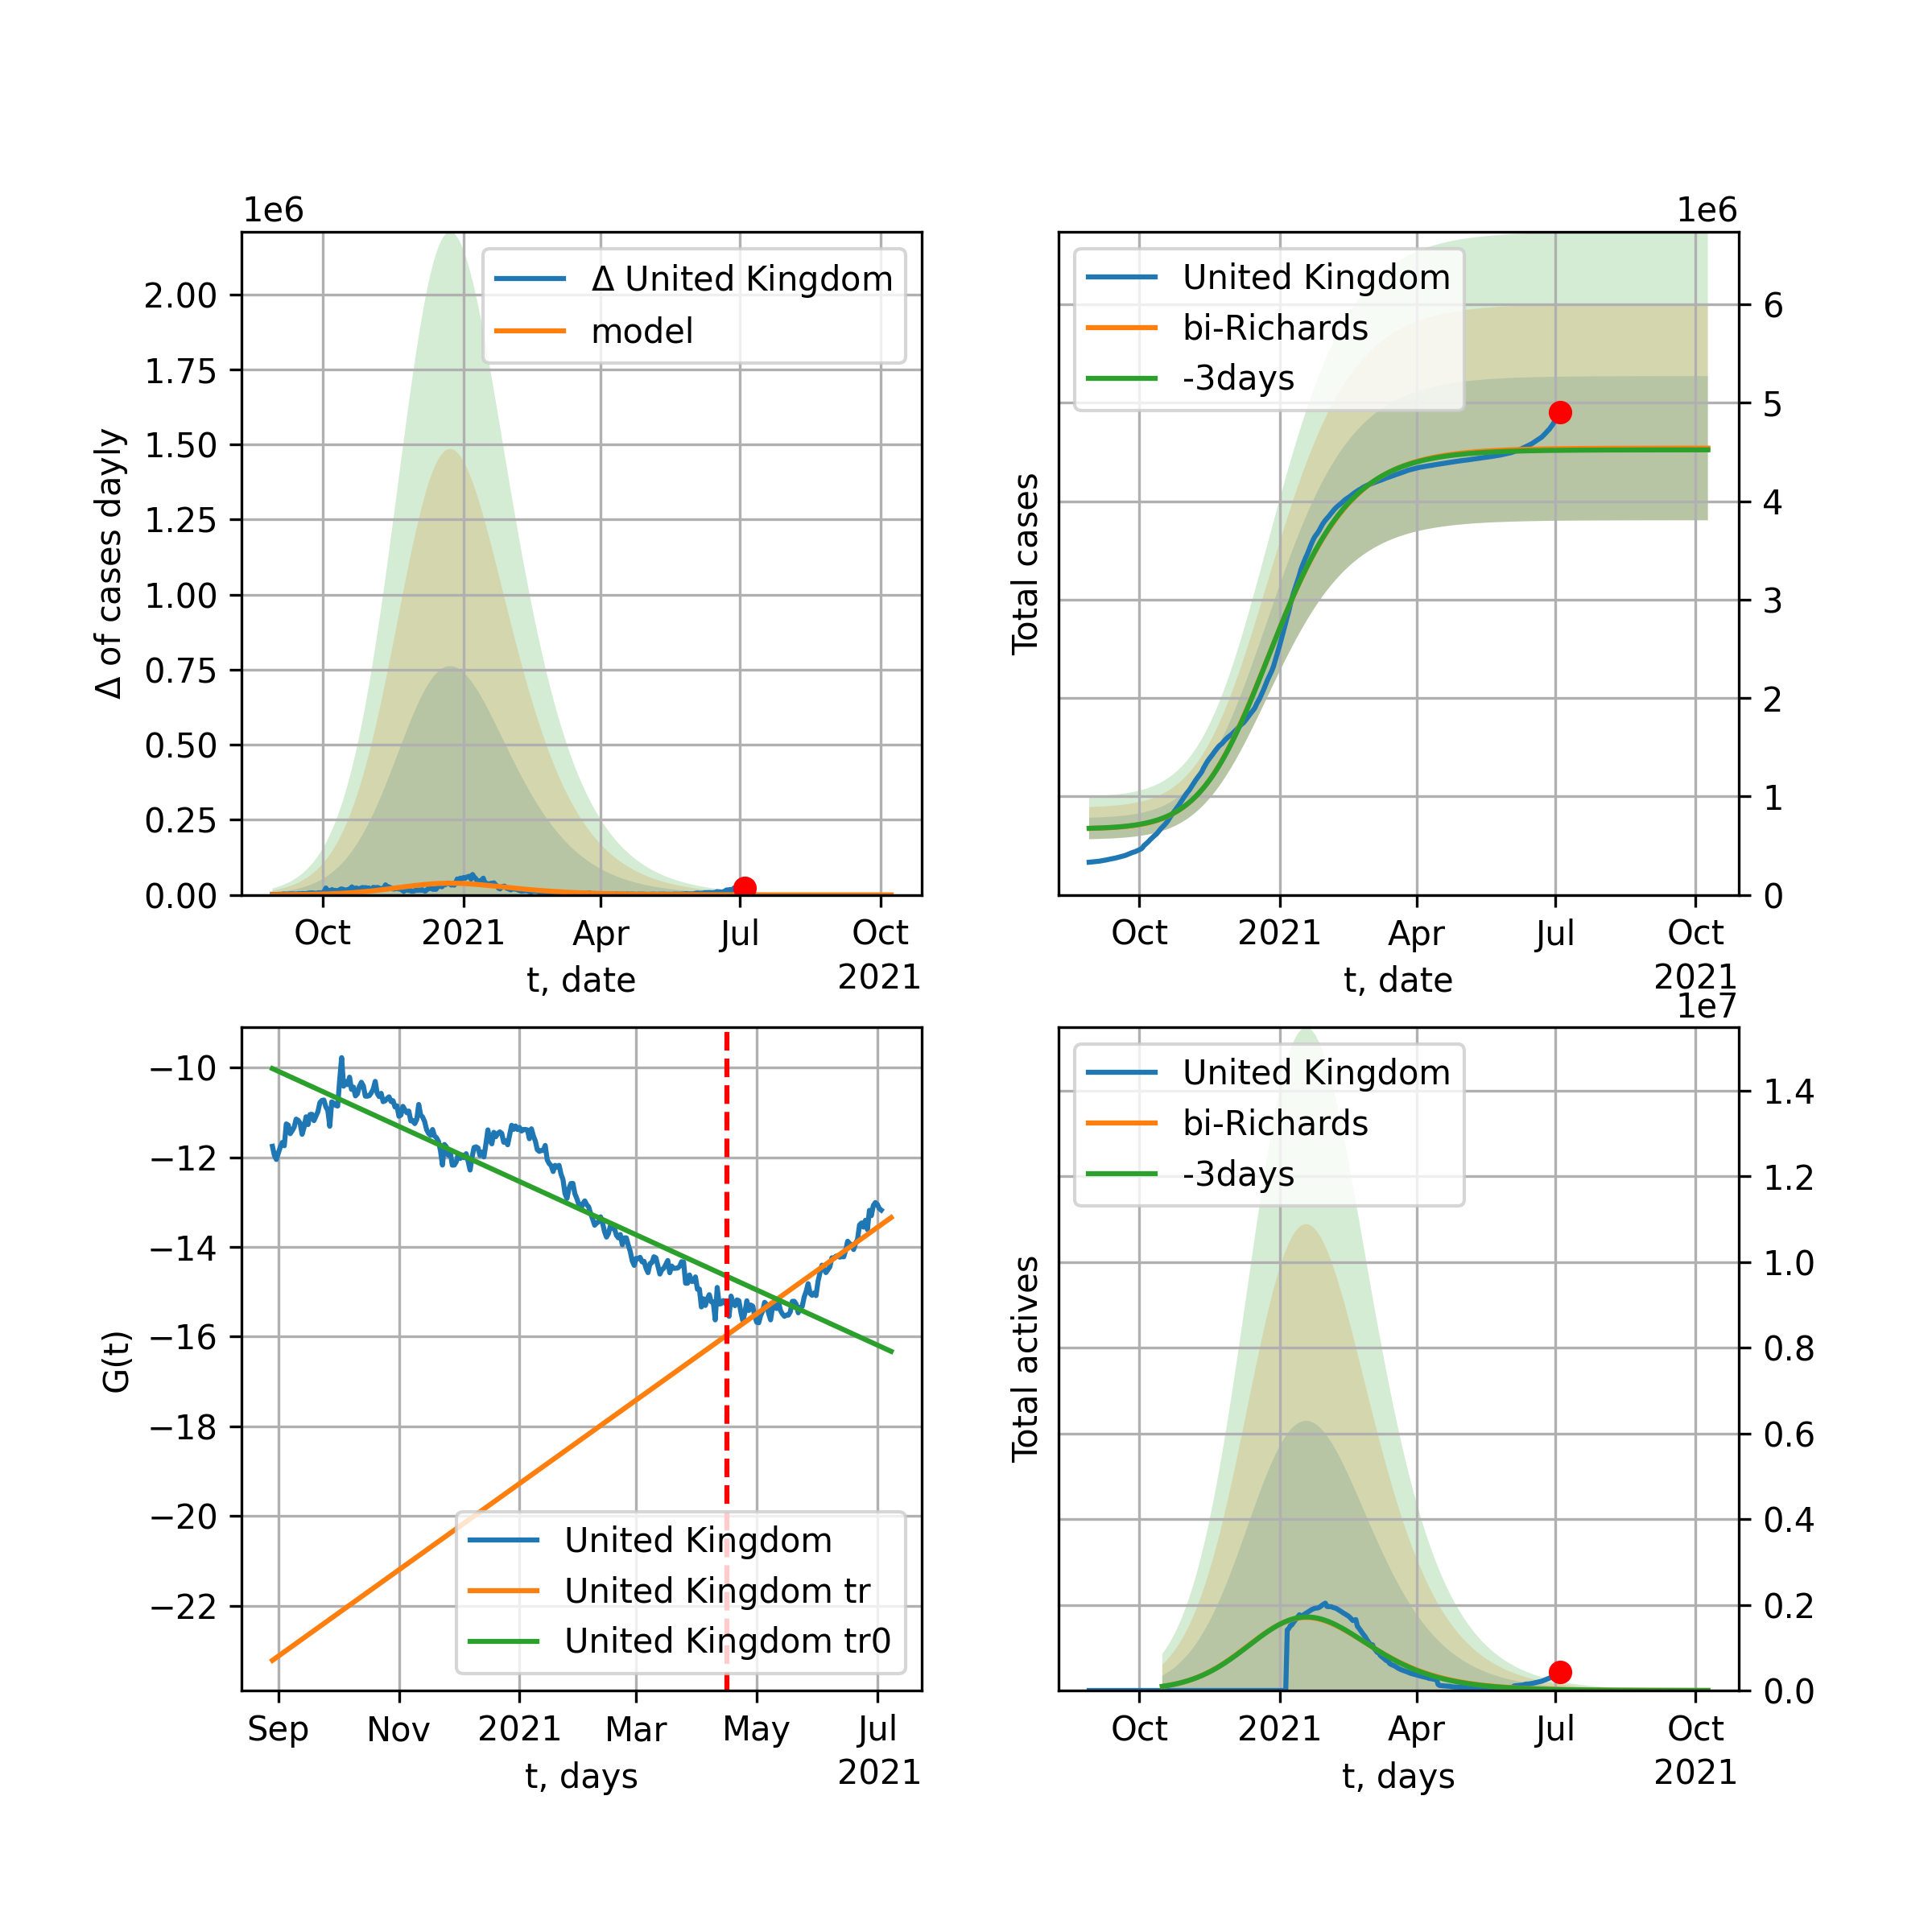 1e6
Δ United Kingdom
model
2.00
1.75
1.50
1.25
1.00
0.75
0.50
0.25
0.00
Δ of cases dayly
Oct 2021 Apr Jul Oct
t, date
2021
1e6
United Kingdom
bi-Richards
-3days
6
5
4
3
2
1
0
Total cases
Oct 2021 Apr Jul Oct
t, date
2021
−10
−12
−14
−16
−18
−20
−22
G(t)
United Kingdom
United Kingdom tr
United Kingdom tr0
Sep Nov 2021 Mar May Jul
t, days
2021
1e7
United Kingdom
bi-Richards
-3days
1.4
1.2
1.0
0.8
0.6
0.4
0.2
0.0
Total actives
Oct 2021 Apr Jul Oct
t, days
2021